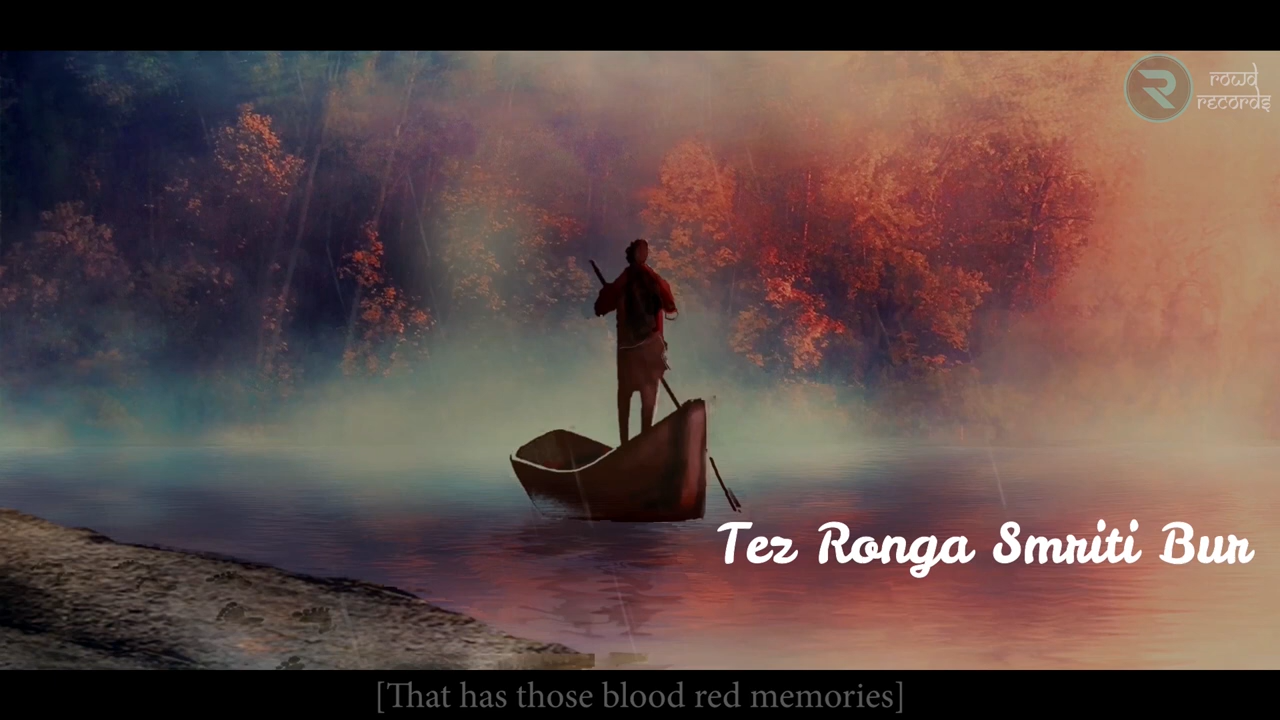 rowd
records
Tez Ronga Smriti Bur
[That has those blood red memories]